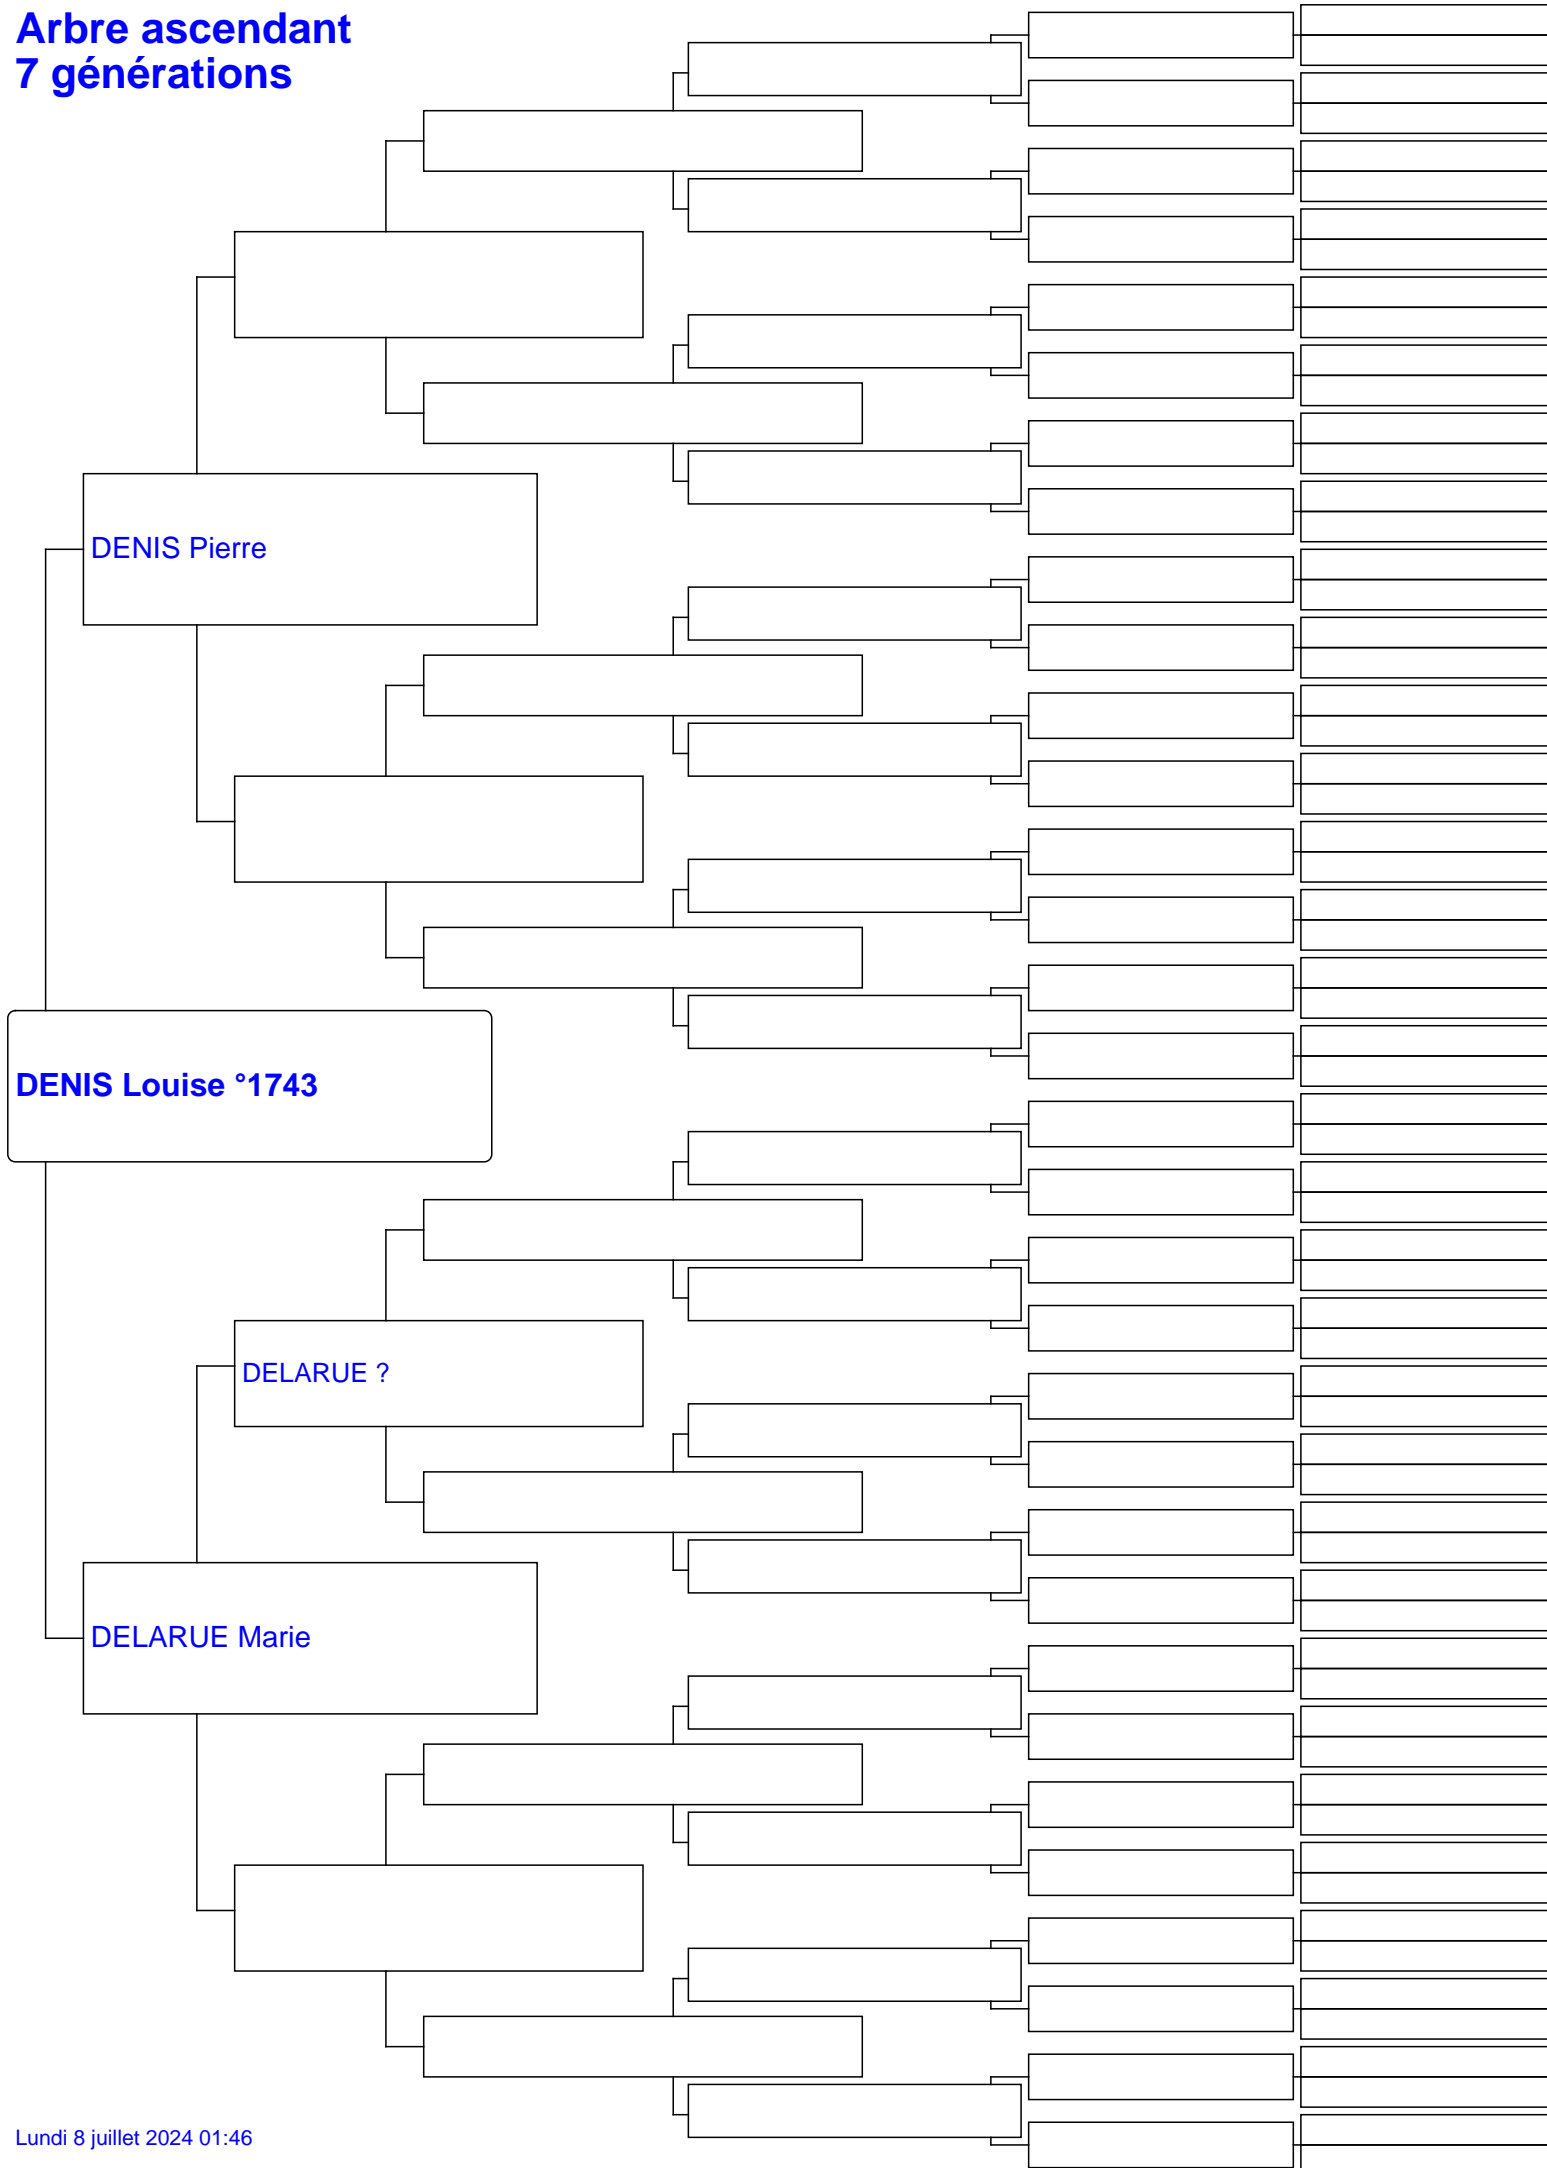 Arbre ascendant
7 générations
DENIS Pierre
DENIS Louise °1743
DELARUE ?
DELARUE Marie
Lundi 8 juillet 2024 01:46